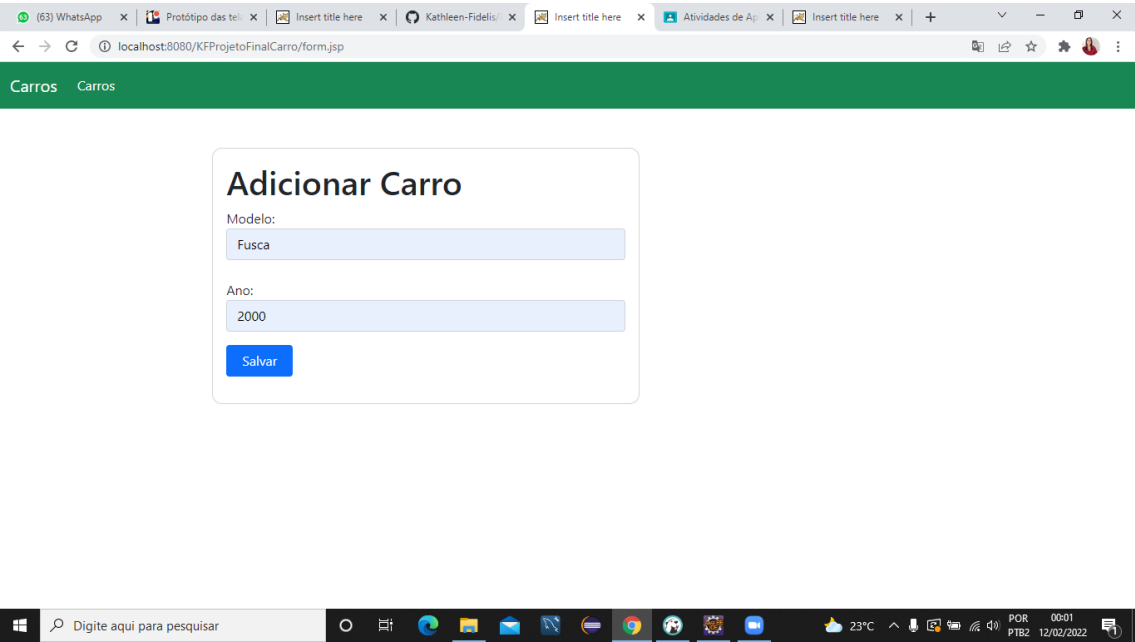 (63) WhatsApp
Protótipo das tel
Insert title here
Kathleen-Fidelis/
Insert title here
Atividades de Ap
Insert title here
localhost:8080/KFProjetoFinalCarro/form.jsp
Carros Carros
Adicionar Carro
Modelo:
Fusca
Ano:
2000
Salvar
Digite aqui para pesquisar
23°C
POR
PTB2
00:01
12/02/2022
1